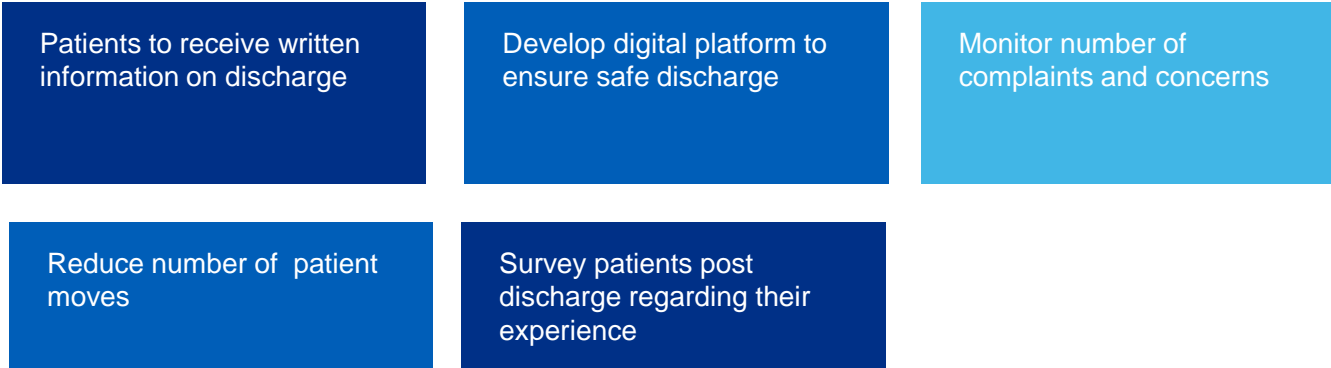 Patients to receive written
information on discharge
Develop digital platform to
ensure safe discharge
Monitor number of
complaints and concerns
Reduce number of  patient
moves
Survey patients post
discharge regarding their
experience